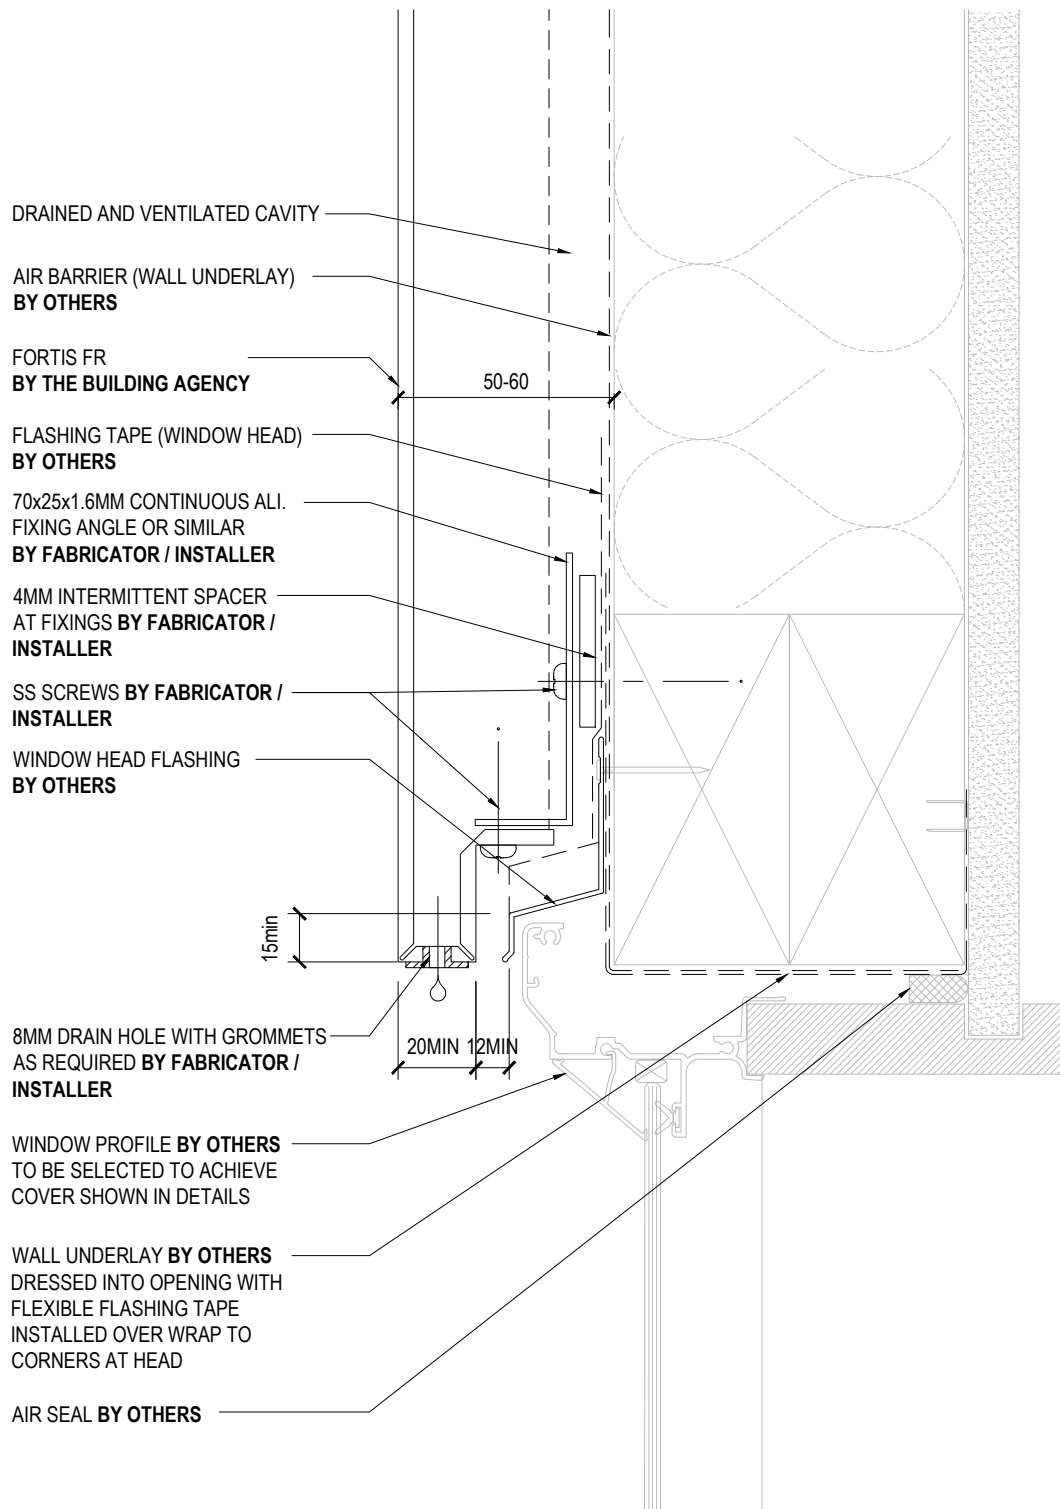 DRAINED AND VENTILATED CAVITY
AIR BARRIER (WALL UNDERLAY)
BY OTHERS
FORTIS FR
BY THE BUILDING AGENCY
50-60
FLASHING TAPE (WINDOW HEAD)
BY OTHERS
70x25x1.6MM CONTINUOUS ALI.
FIXING ANGLE OR SIMILAR
BY FABRICATOR / INSTALLER
4MM INTERMITTENT SPACER
AT FIXINGS BY FABRICATOR /
INSTALLER
SS SCREWS BY FABRICATOR /
INSTALLER
WINDOW HEAD FLASHING
BY OTHERS
15min
8MM DRAIN HOLE WITH GROMMETS
AS REQUIRED BY FABRICATOR /
INSTALLER
20MIN 12MIN
WINDOW PROFILE BY OTHERS
TO BE SELECTED TO ACHIEVE
COVER SHOWN IN DETAILS
WALL UNDERLAY BY OTHERS
DRESSED INTO OPENING WITH
FLEXIBLE FLASHING TAPE
INSTALLED OVER WRAP TO
CORNERS AT HEAD
AIR SEAL BY OTHERS